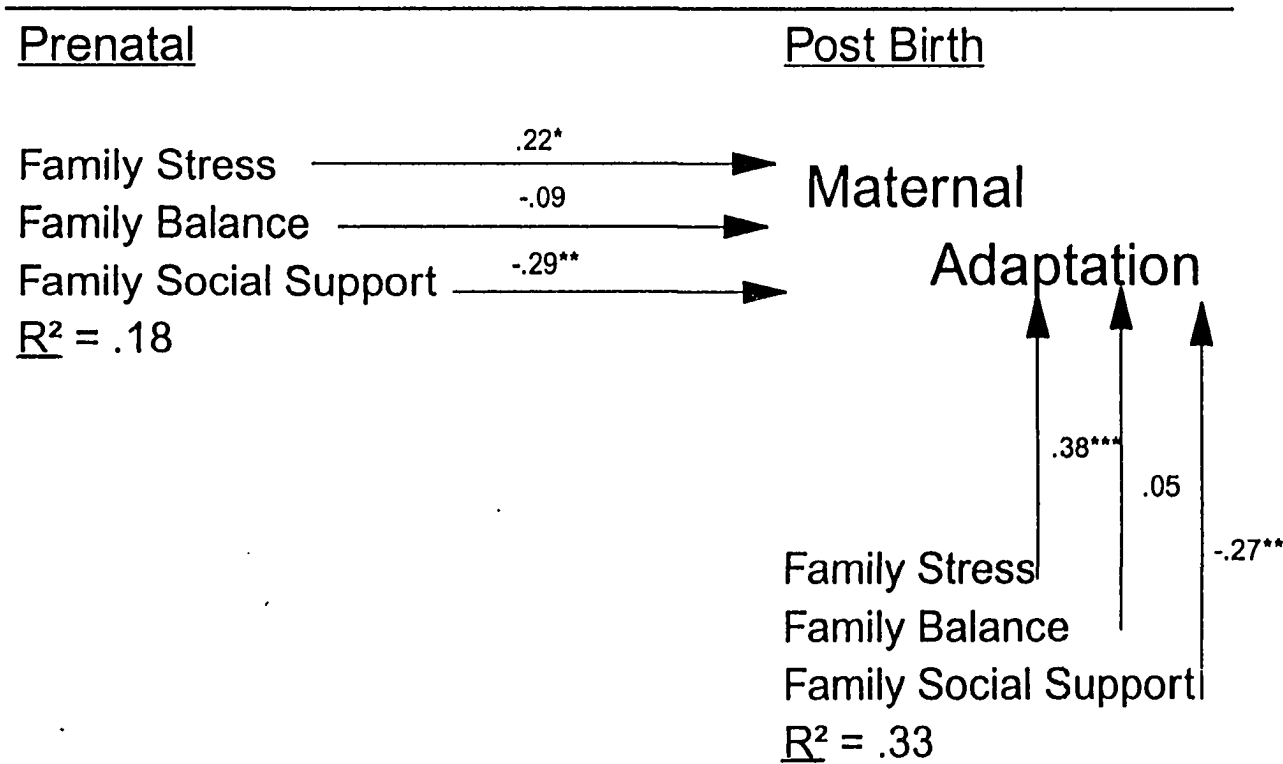 Prenatal
Post Birth
Family Stress
.22*
Family Balance
-.09
Family Social Support
-.29**
R² = .18
Maternal
Adaptation
.38***
.05
-.27**
Family Stress
Family Balance
Family Social Support
R² = .33